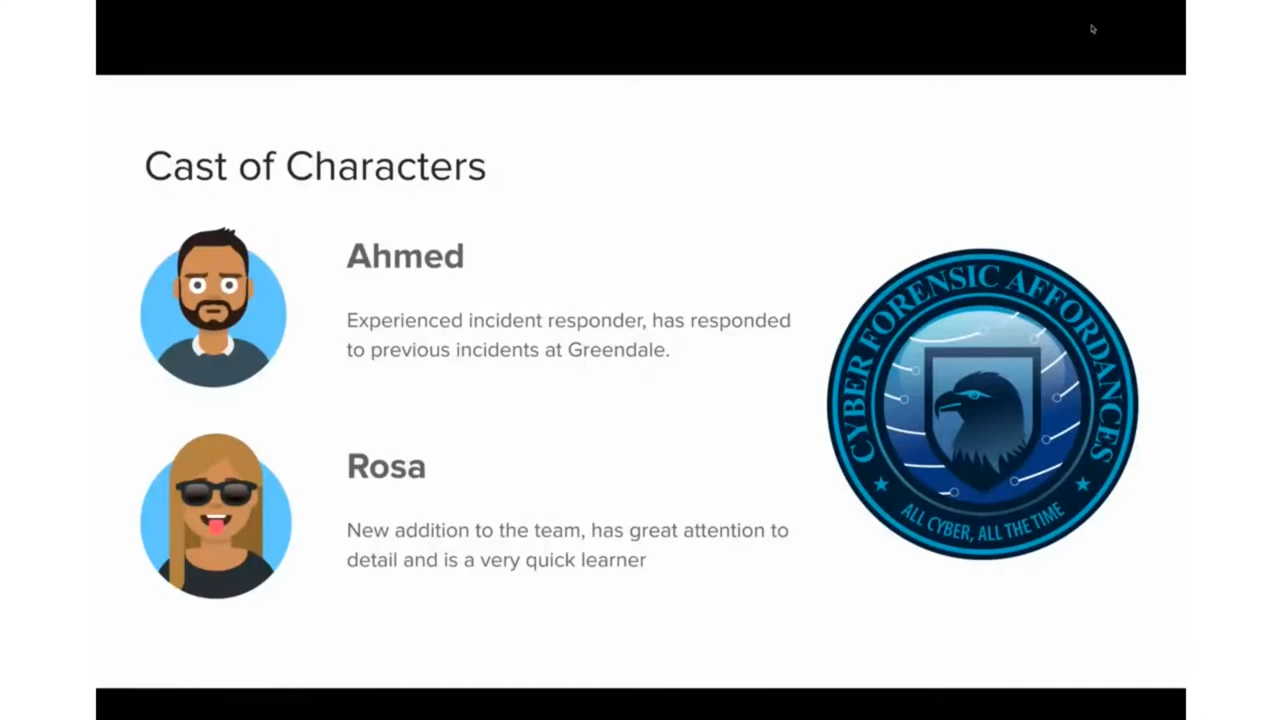 Cast of Characters
Ahmed
Experienced incident responder, has responded
to previous incidents at Greendale.
Rosa
New addition to the team, has great attention to
detail and is a very quick learner
CYBER FORENSIC AFFORDANCES
ALL CYBER, ALL THE TIME